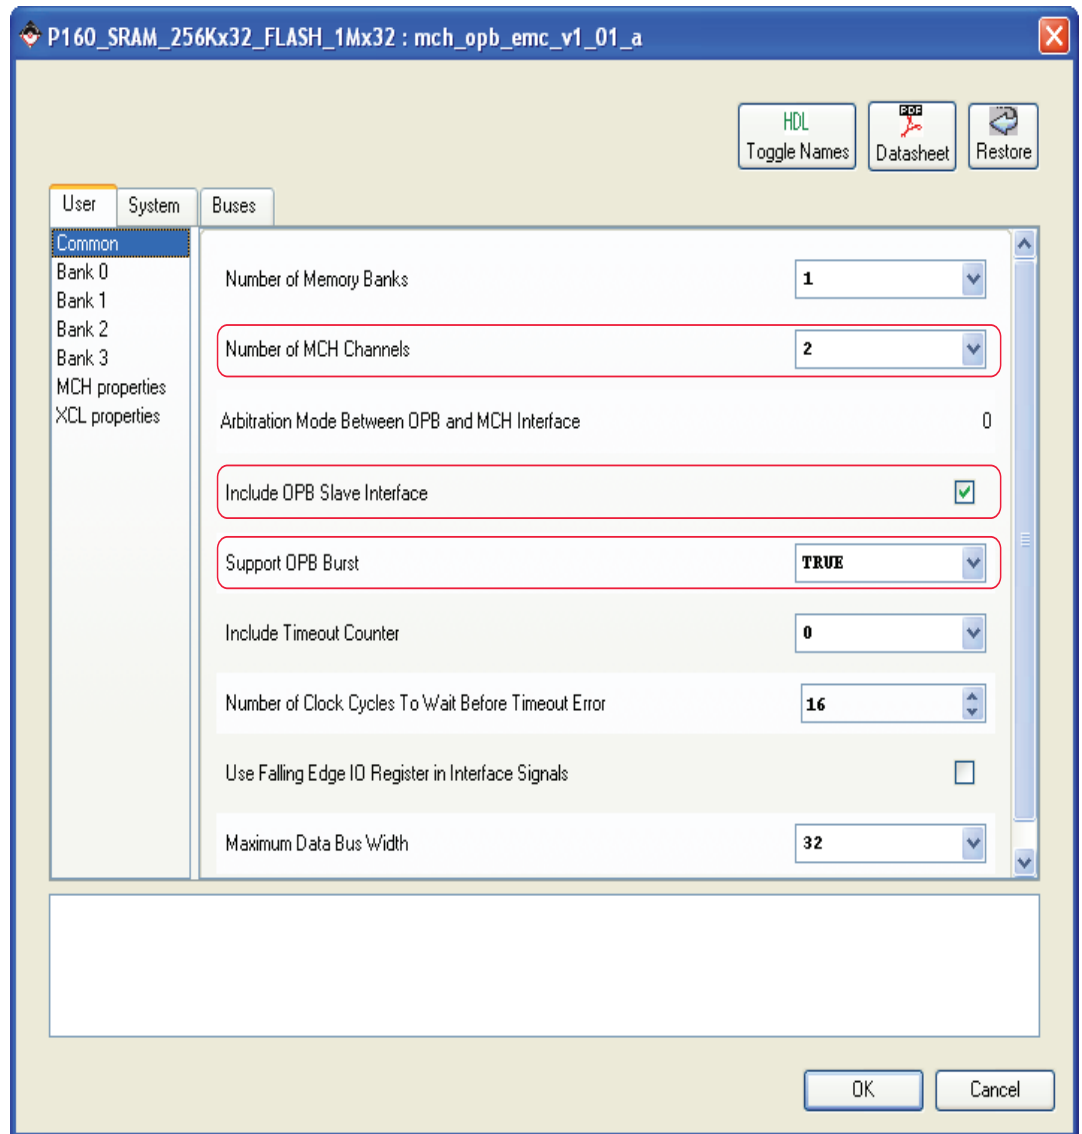 P160_SRAM_256Kx32_FLASH_1Mx32 : mch_opb_emc_v1_01_a
HDL
Toggle Names
PDF
Datasheet
Restore
User
System
Buses
Common
Bank 0
Bank 1
Bank 2
Bank 3
MCH properties
XCL properties
Number of Memory Banks 1
Number of MCH Channels 2
Arbitration Mode Between OPB and MCH Interface 0
Include OPB Slave Interface
Support OPB Burst TRUE
Include Timeout Counter 0
Number of Clock Cycles To Wait Before Timeout Error 16
Use Falling Edge IO Register in Interface Signals
Maximum Data Bus Width 32
OK
Cancel